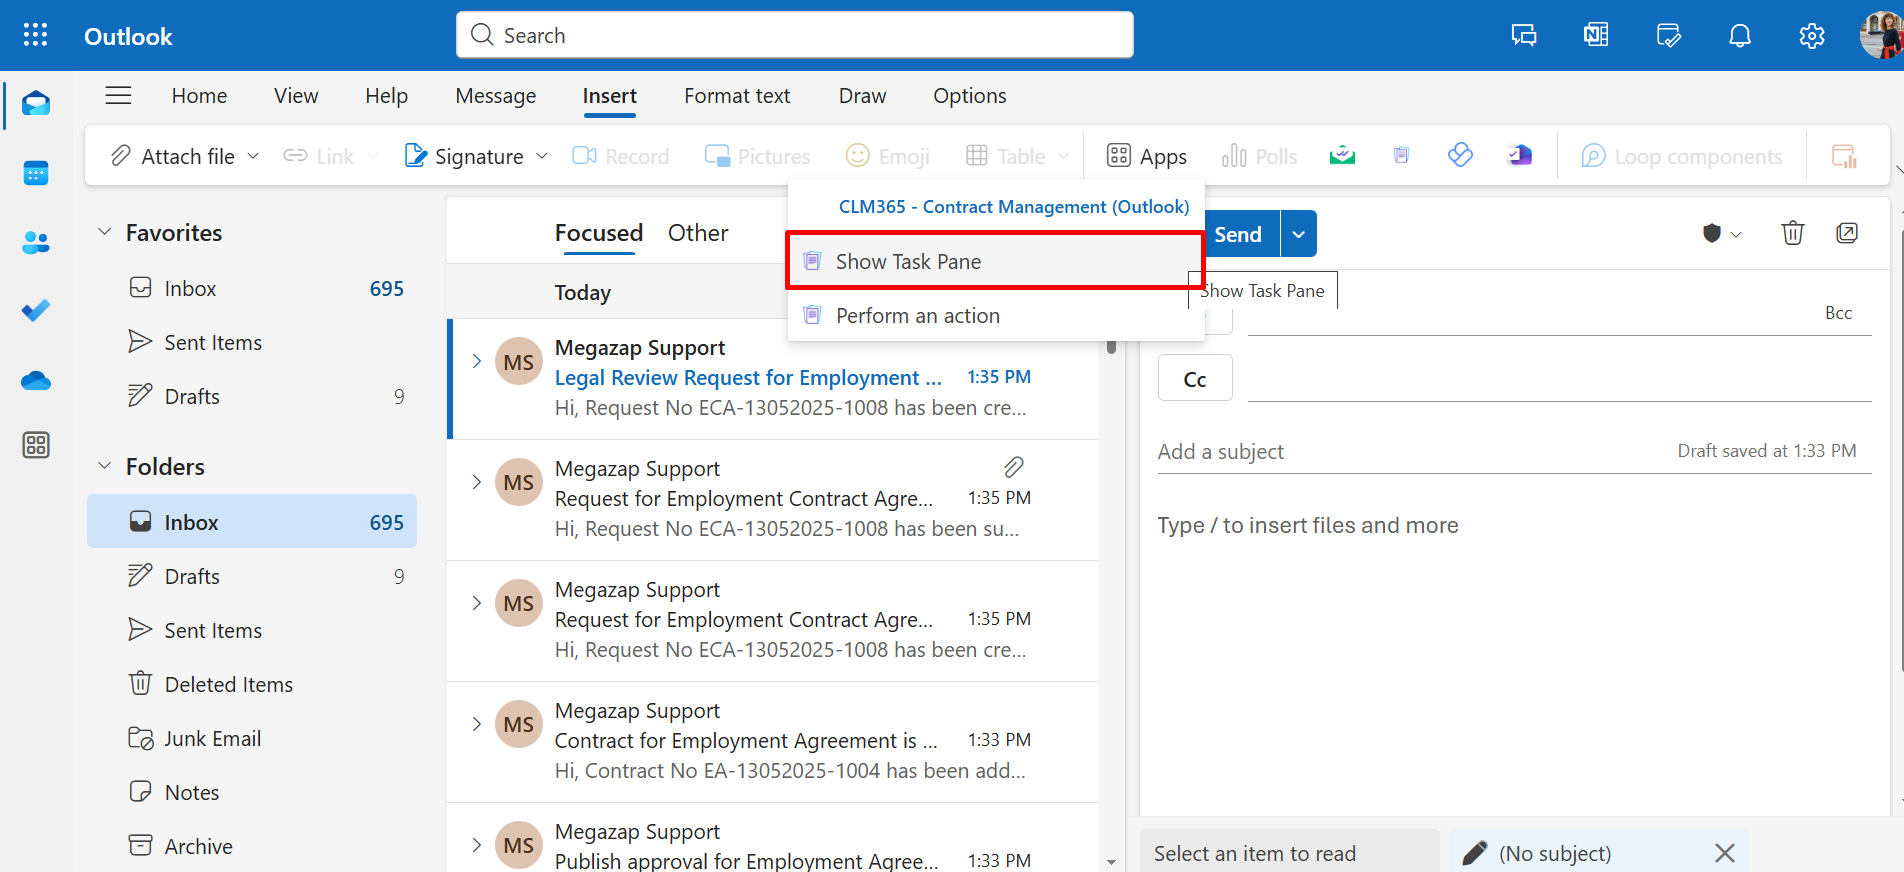 Outlook
Search
Home View Help Message Insert Format text Draw Options
Attach file Link Signature Record Pictures Emoji Table Apps Polls Loop components
CLM365 - Contract Management (Outlook)
Show Task Pane
Perform an action
Show Task Pane
Favorites
Inbox 695
Sent Items
Drafts 9
Folders
Inbox 695
Drafts 9
Sent Items
Deleted Items
Junk Email
Notes
Archive
Focused Other
Today
MS
Megazap Support
Legal Review Request for Employment ... 1:35 PM
Hi, Request No ECA-13052025-1008 has been cre...
MS
Megazap Support
Request for Employment Contract Agre... 1:35 PM
Hi, Request No ECA-13052025-1008 has been su...
MS
Megazap Support
Request for Employment Contract Agre... 1:35 PM
Hi, Request No ECA-13052025-1008 has been cre...
MS
Megazap Support
Contract for Employment Agreement is ... 1:33 PM
Hi, Contract No EA-13052025-1004 has been add...
MS
Megazap Support
Publish approval for Employment Agree... 1:33 PM
Send
Bcc
Cc
Add a subject Draft saved at 1:33 PM
Type / to insert files and more
Select an item to read (No subject)